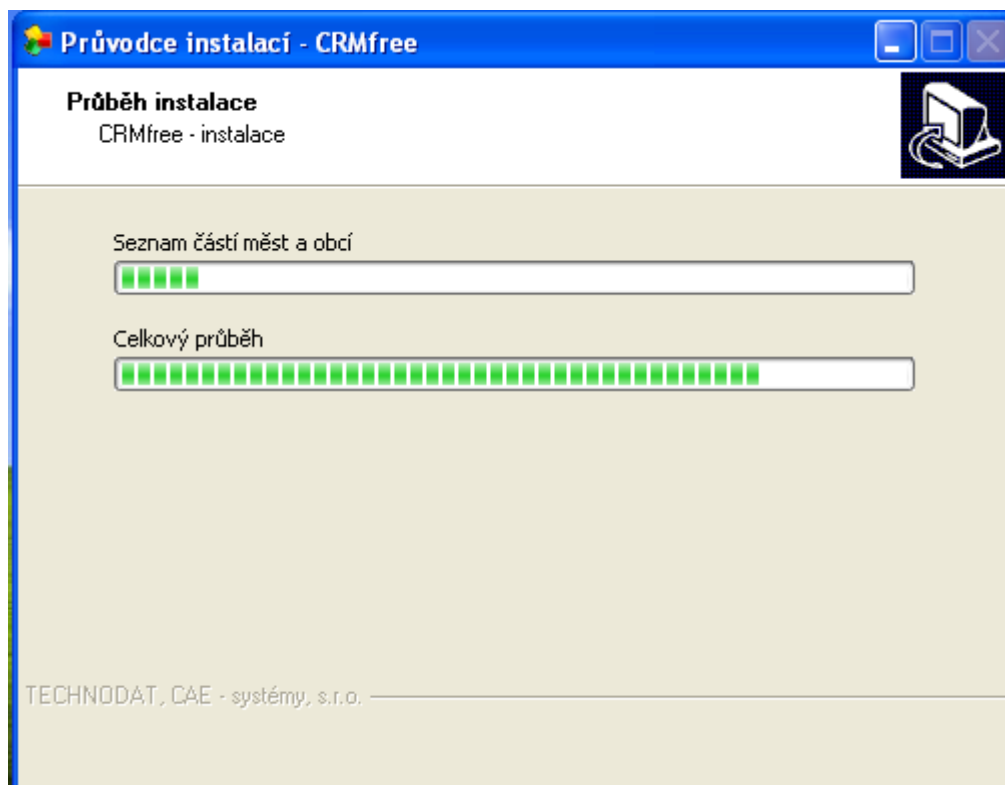 Průvodce instalací - CRMfree
Průběh instalace
CRMfree - instalace
Seznam částí měst a obcí
Celkový průběh
TECHNODAT, CAE - systémy, s.r.o.